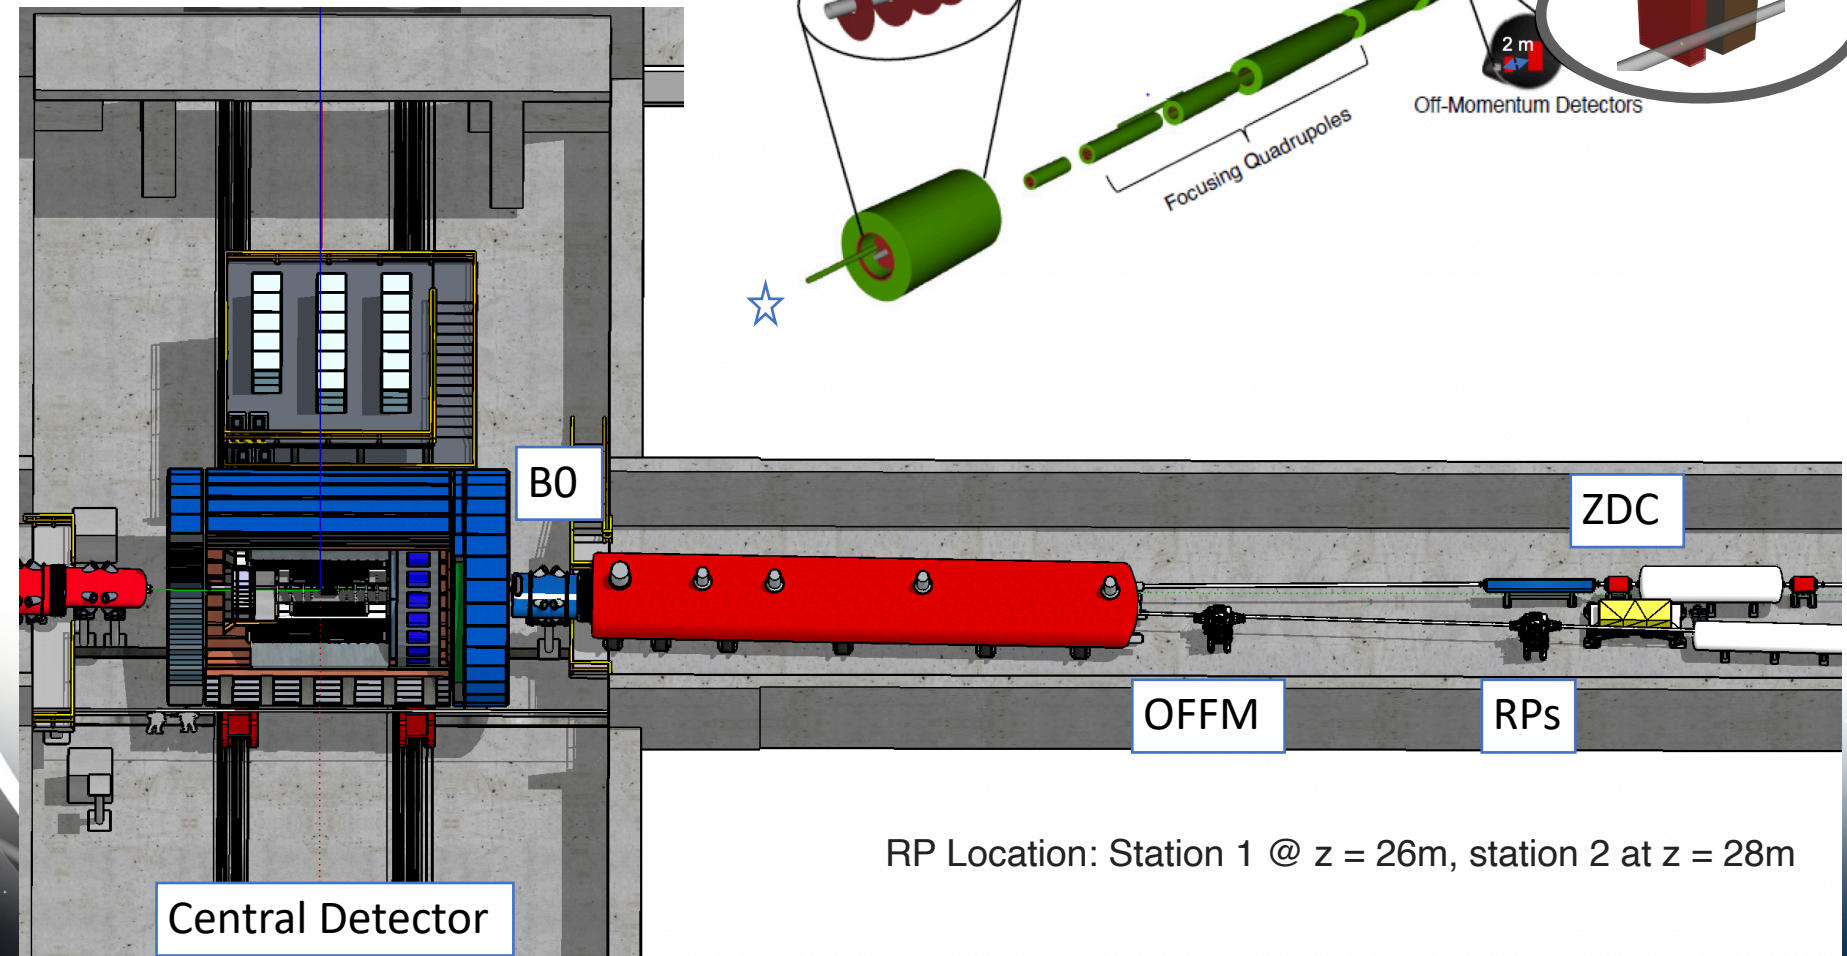 2 m
Off-Momentum Detectors
Focusing Quadrupoles
B0
ZDC
OFFM
RPs
RP Location: Station 1 @ z = 26m, station 2 at z = 28m
Central Detector